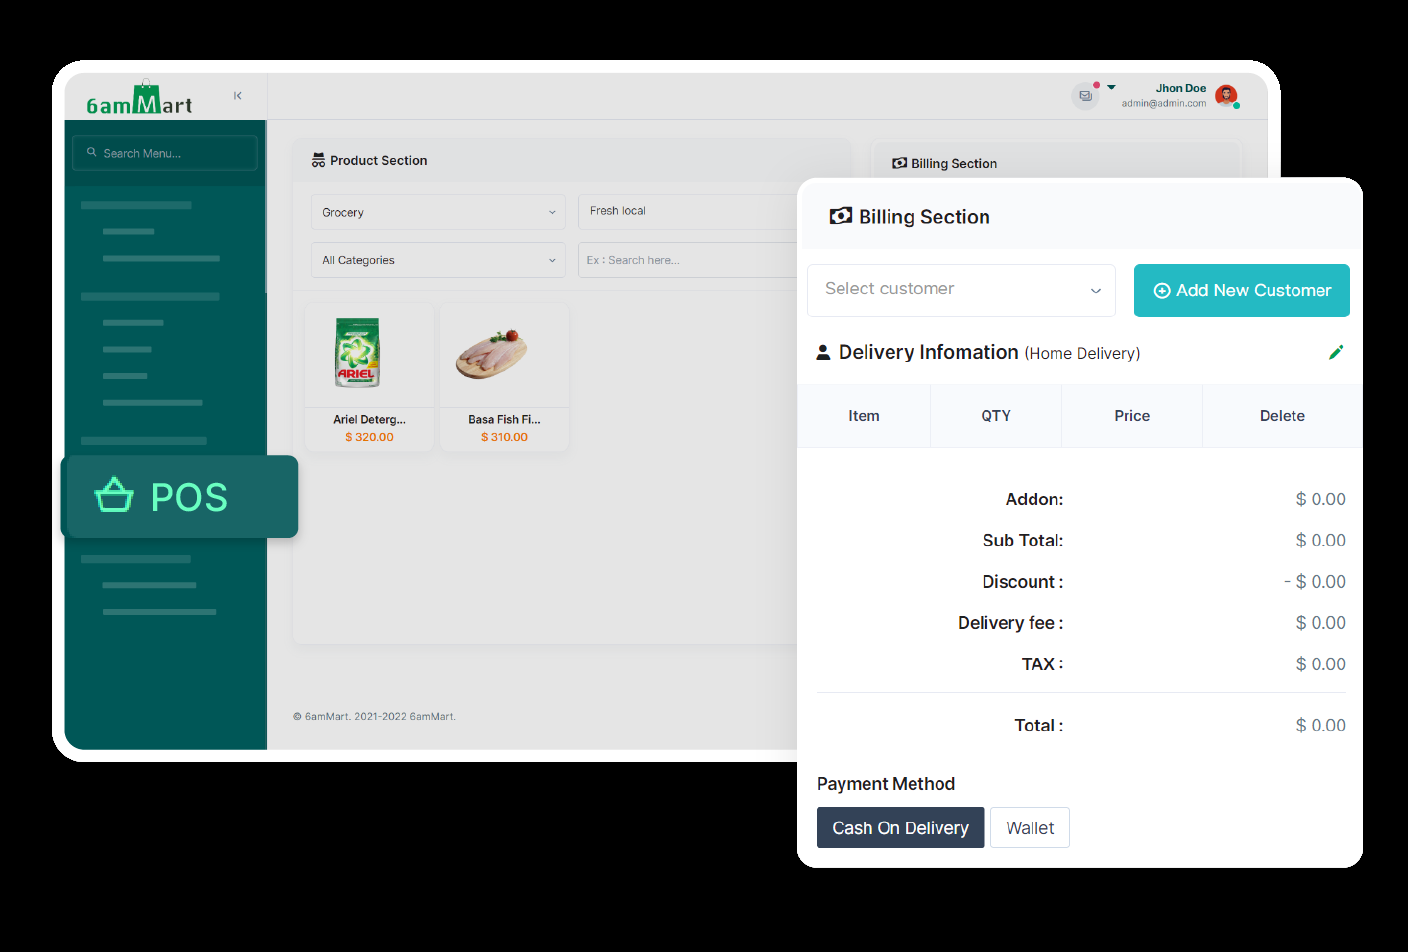 6amMart
Jhon Doe
admin@admin.com
Search Menu...
Product Section
Billing Section
Grocery
Fresh local
All Categories
Ex : Search here...
ARIEL
Ariel Deterg...
$ 320.00
Basa Fish Fi...
$ 310.00
POS
© 6amMart. 2021-2022 6amMart.
Billing Section
Select customer
Add New Customer
Delivery Infomation (Home Delivery)
Item QTY Price Delete
Addon: $ 0.00
Sub Total: $ 0.00
Discount : - $ 0.00
Delivery fee : $ 0.00
TAX : $ 0.00
Total : $ 0.00
Payment Method
Cash On Delivery Wallet